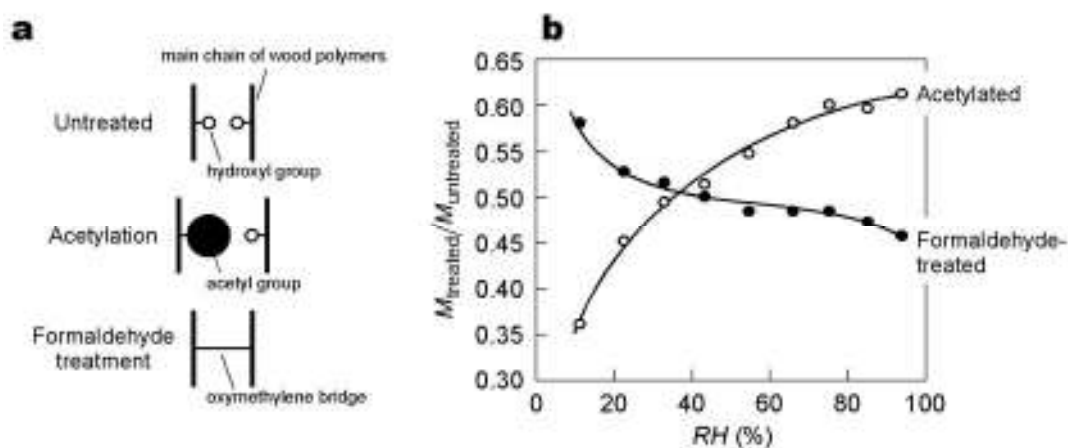 a
main chain of wood polymers
Untreated
hydroxyl group
Acetylation
acetyl group
Formaldehyde
treatment
oxymethylene bridge
b
M treated/M untreated
0.65
0.60
0.55
0.50
0.45
0.40
0.35
0.30
0 20 40 60 80 100
RH (%)
Acetylated
Formaldehyde-
treated